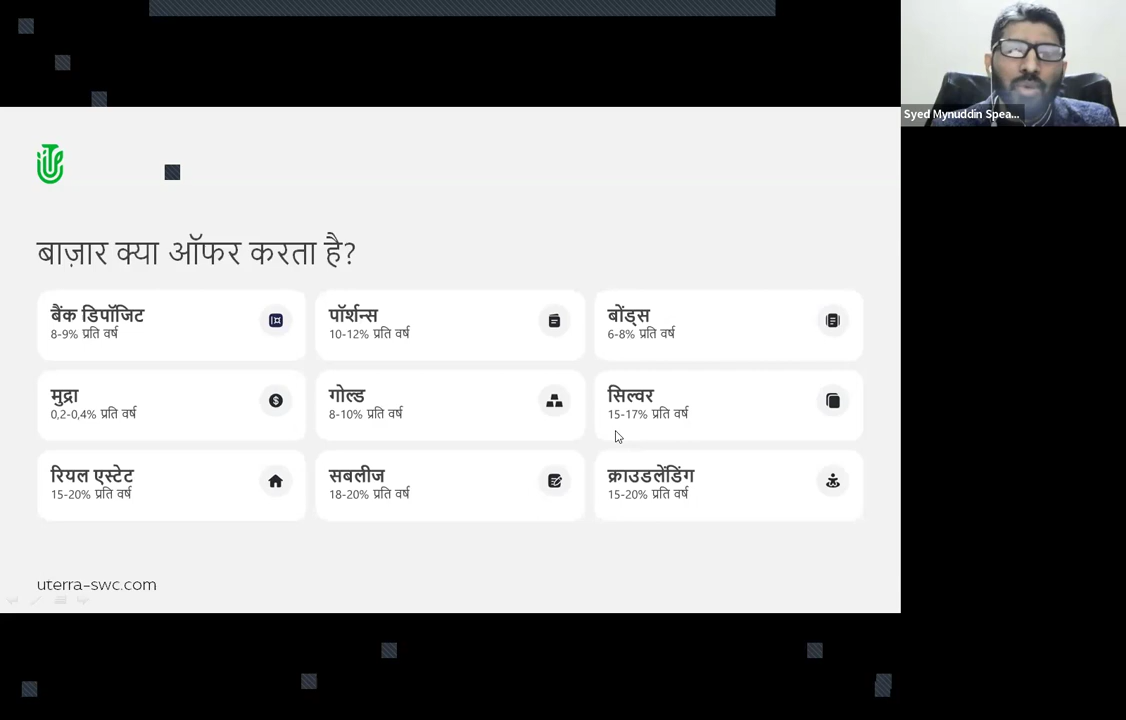 Syed Mynuddin Spea...
बाज़ार क्या ऑफर करता है?
बैंक डिपॉजिट
8-9% प्रति वर्ष
पॉर्शन्स
10-12% प्रति वर्ष
बोंड्स
6-8% प्रति वर्ष
मुद्रा
0,2-0,4% प्रति वर्ष
गोल्ड
8-10% प्रति वर्ष
सिल्वर
15-17% प्रति वर्ष
रियल एस्टेट
15-20% प्रति वर्ष
सबलीज
18-20% प्रति वर्ष
क्राउडलेंडिंग
15-20% प्रति वर्ष
uterra-swc.com